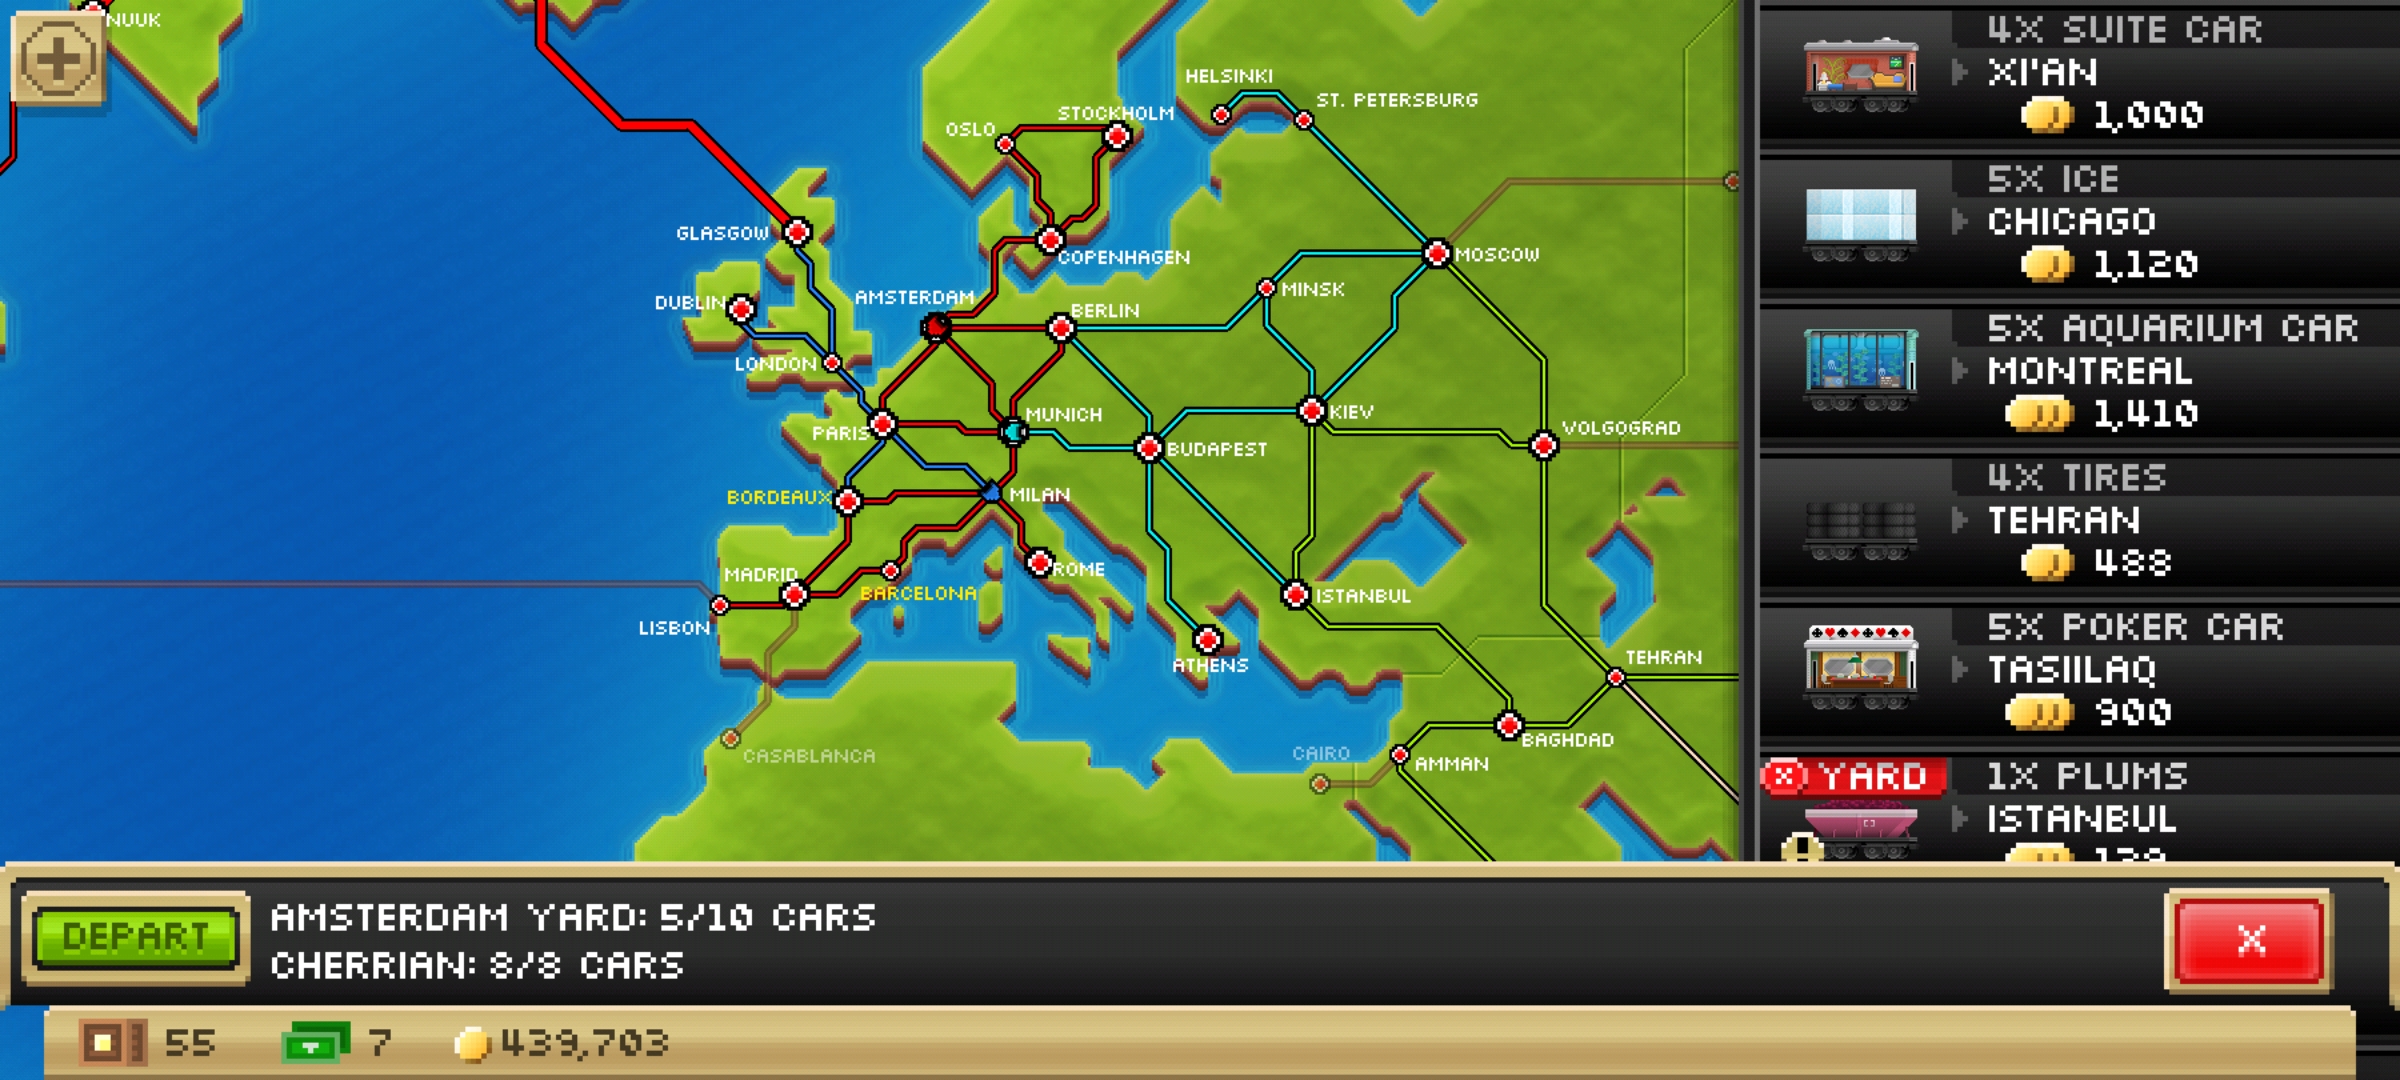 NUUK
HELSINKI
ST. PETERSBURG
STOCKHOLM
OSLO
GLASGOW
COPENHAGEN
MOSCOW
MINSK
DUBLIN
AMSTERDAM
BERLIN
LONDON
PARIS
MUNICH
KIEV
VOLGOGRAD
BUDAPEST
BORDEAUX
MILAN
MADRID
ROME
BARCELONA
ISTANBUL
LISBON
ATHENS
TEHRAN
CASABLANCA
CAIRO
AMMAN
BAGHDAD
4X SUITE CAR
XI'AN
1,000
5X ICE
CHICAGO
1,120
5X AQUARIUM CAR
MONTREAL
1,410
4X TIRES
TEHRAN
488
5X POKER CAR
TASIILAQ
900
YARD
1X PLUMS
ISTANBUL
DEPART
AMSTERDAM YARD: 5/10 CARS
CHERRIAN: 8/8 CARS
X
55
7
439,703